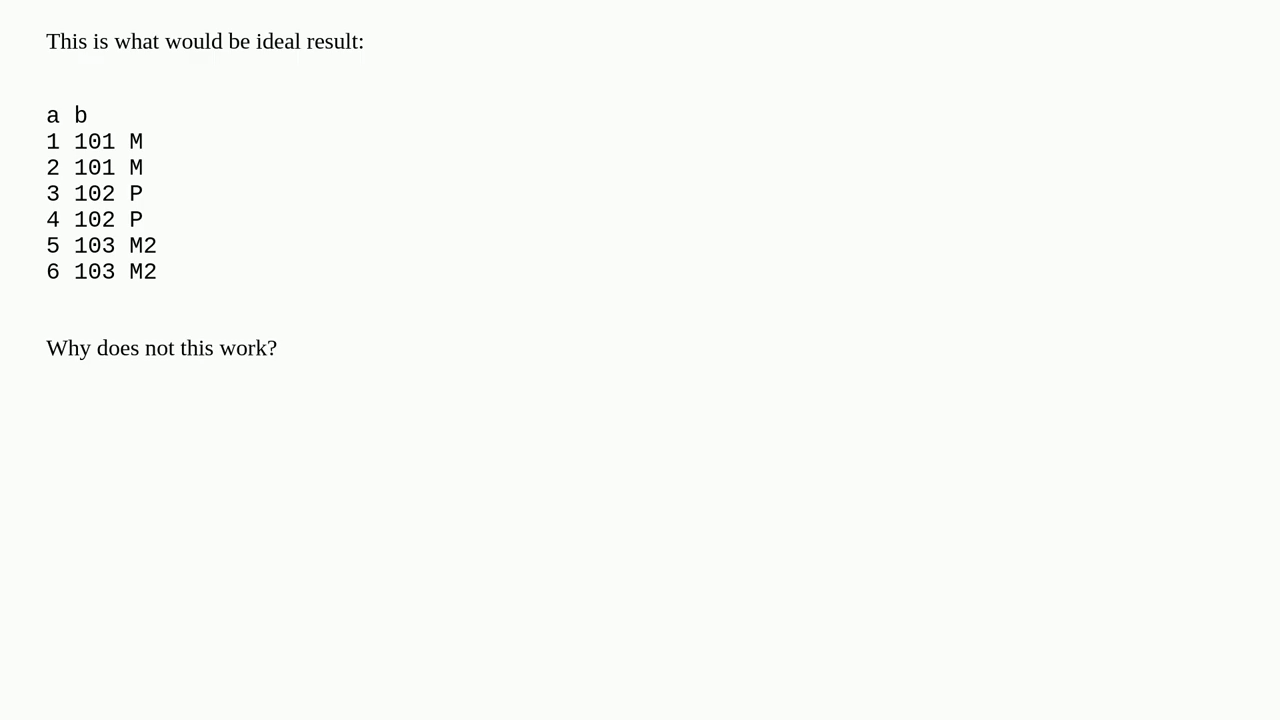 This is what would be ideal result:
a b
1 101 M
2 101 M
3 102 P
4 102 P
5 103 M2
6 103 M2
Why does not this work?